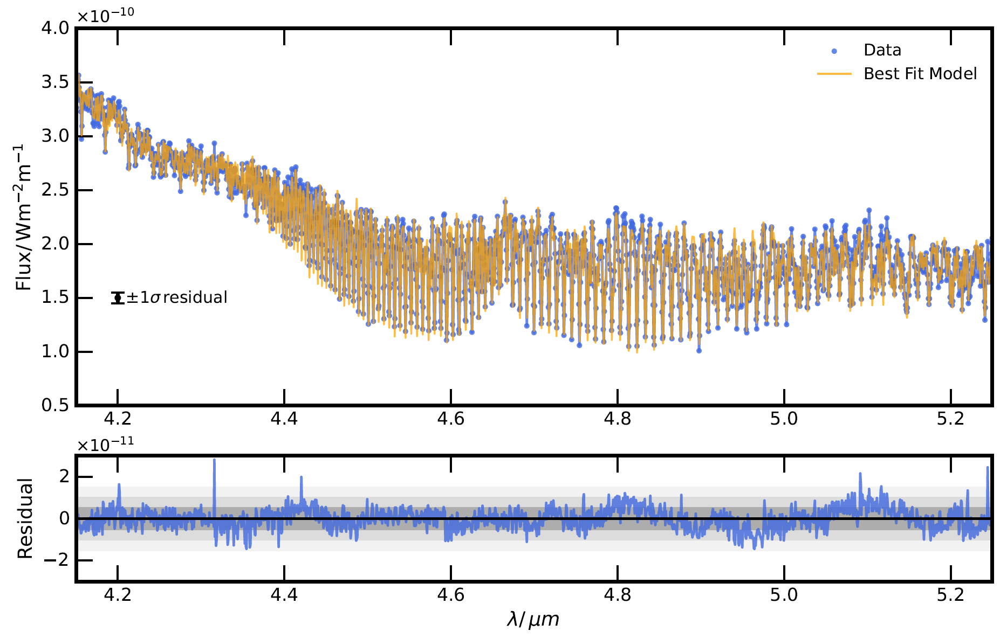 ×10⁻¹⁰
4.0
3.5
3.0
2.5
2.0
1.5
1.0
0.5
Flux/Wm⁻²m⁻¹
Data
Best Fit Model
±1σ residual
4.2 4.4 4.6 4.8 5.0 5.2
×10⁻¹¹
2
0
−2
Residual
4.2 4.4 4.6 4.8 5.0 5.2
λ/μm